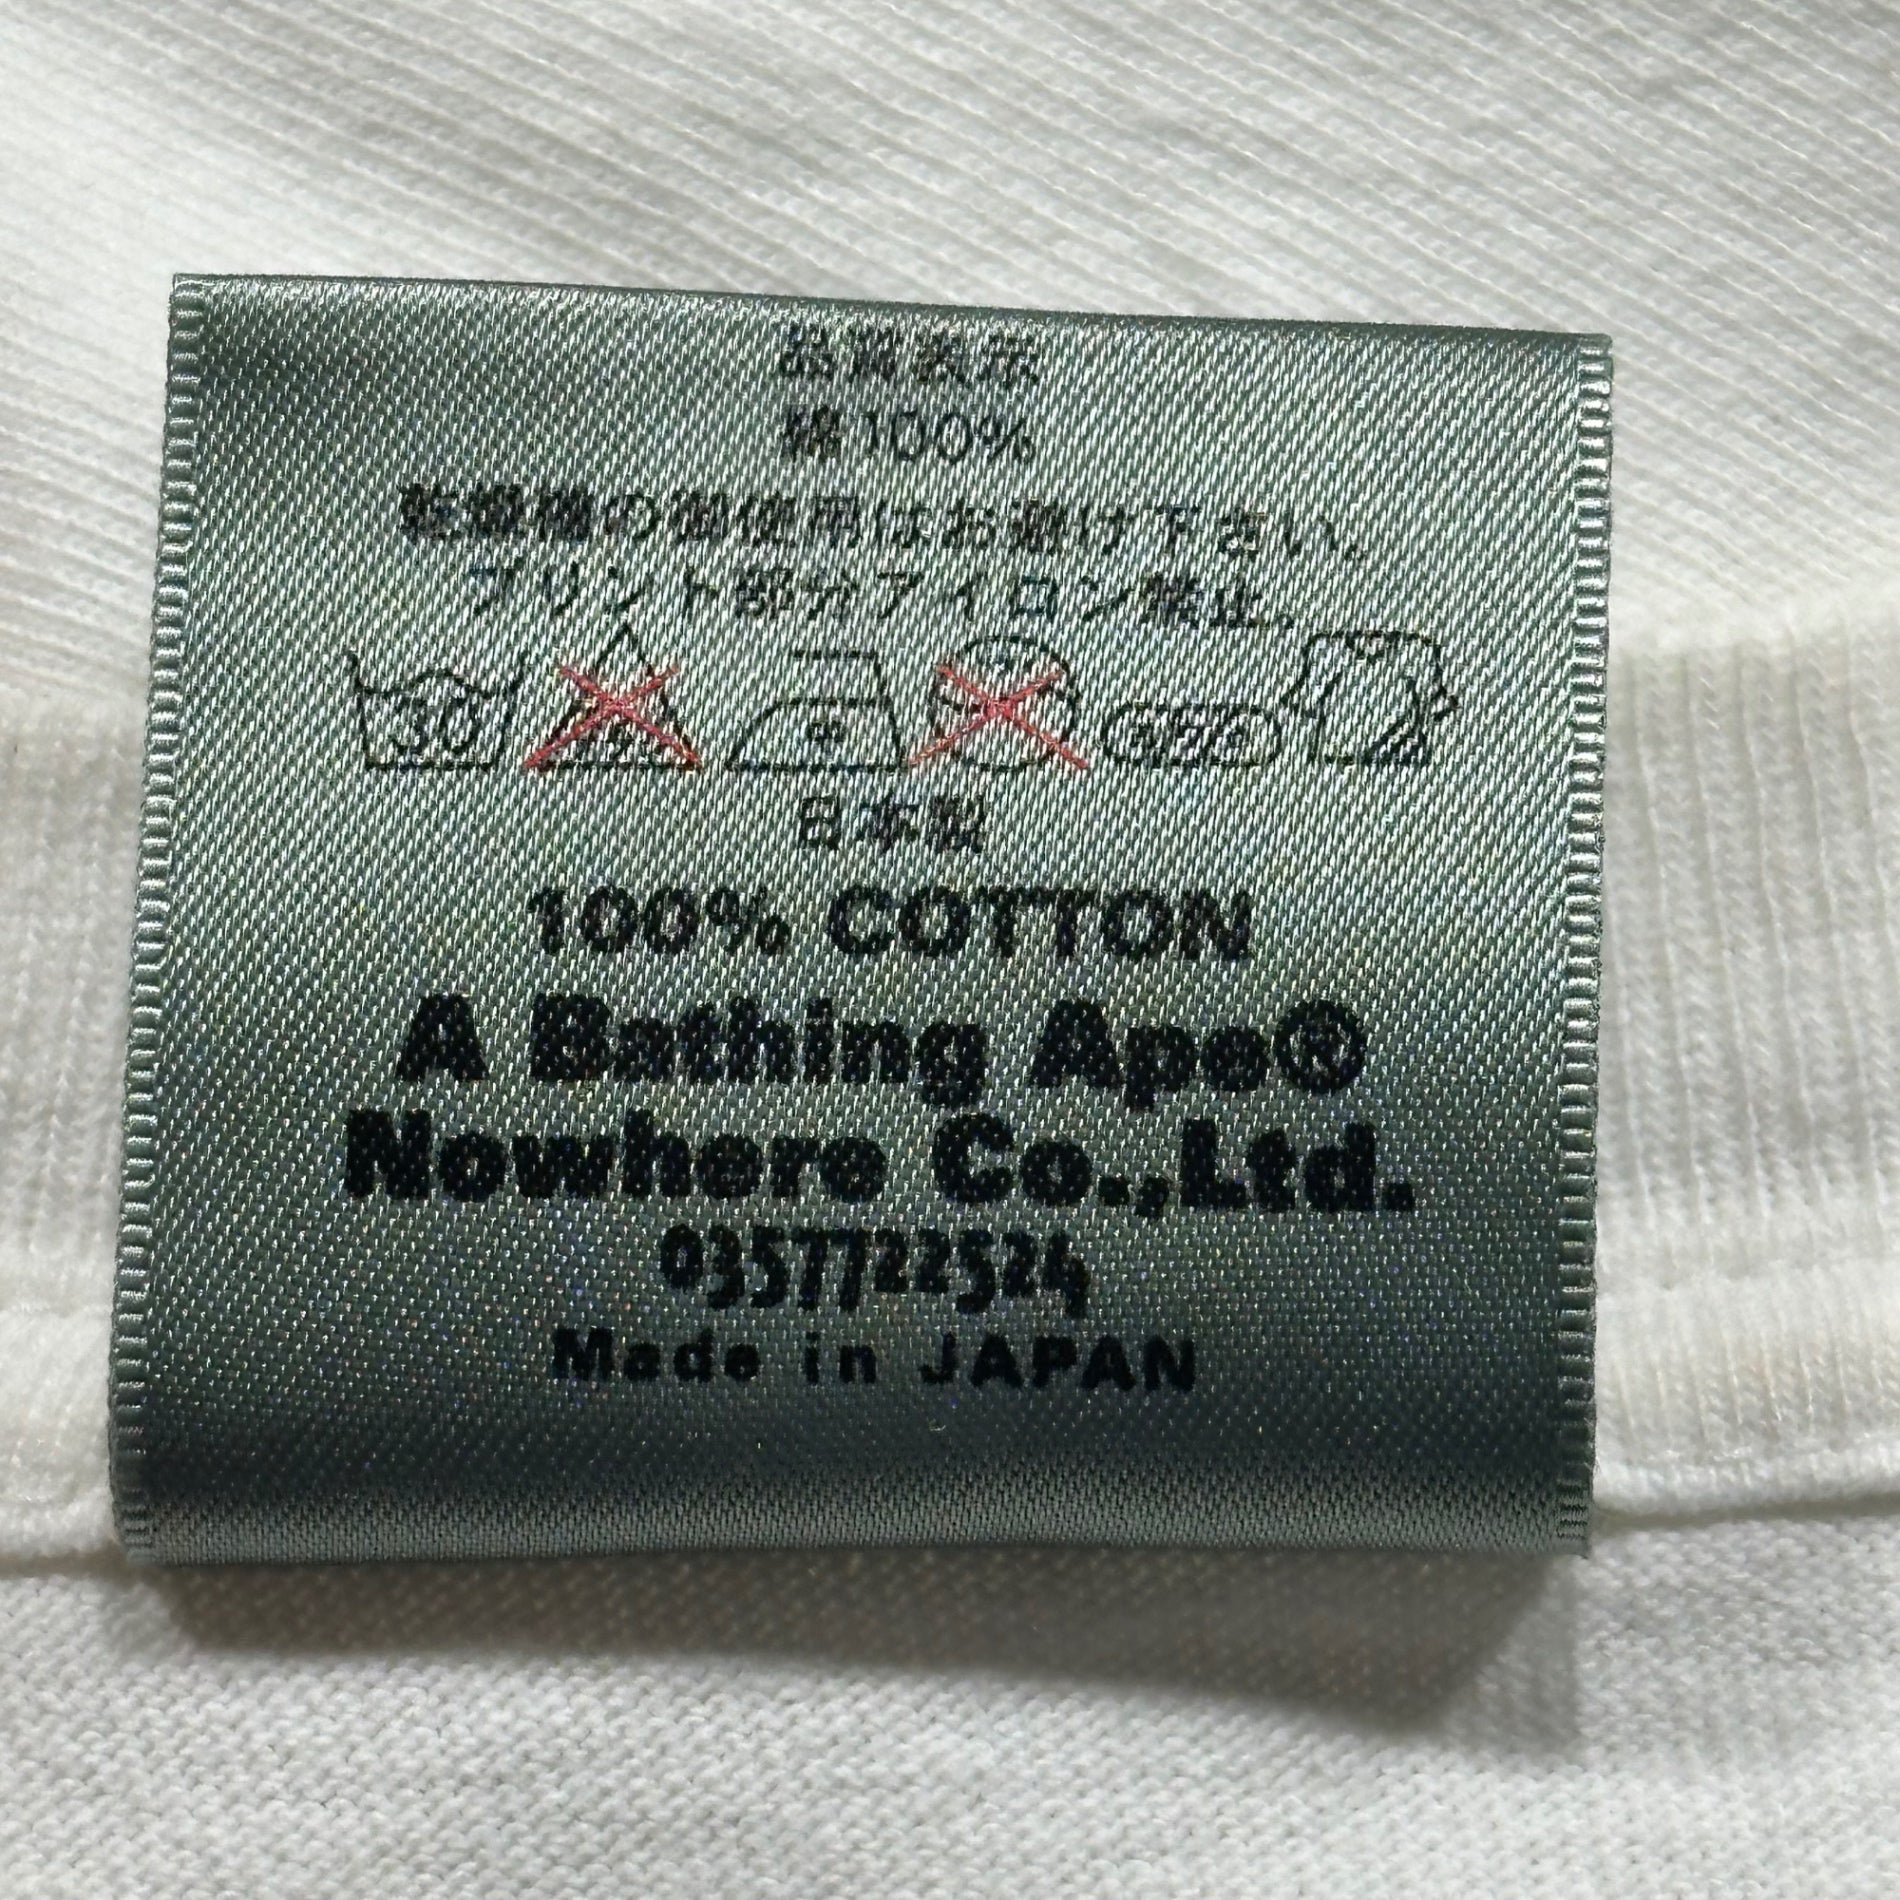 品質表示
綿100%
乾燥機の御使用はお避け下さい。
プリント部分アイロン禁止。
30
日本製
100% COTTON
A Bathing Ape®
Nowhere Co.,Ltd.
0357722524
Made in JAPAN